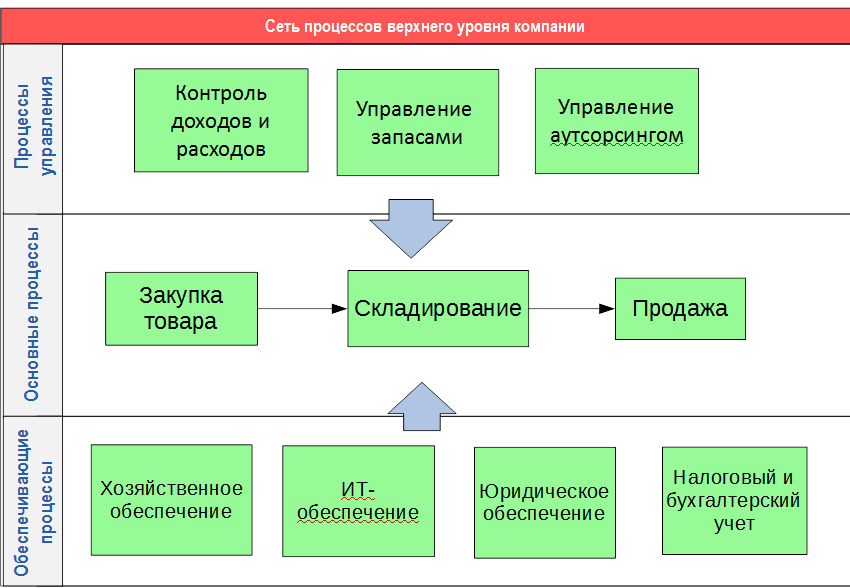 Сеть процессов верхнего уровня компании
Процессы
управления
Контроль
доходов и
расходов
Управление
запасами
Управление
аутсорсингом
Основные процессы
Закупка
товара
Складирование
Продажа
Обеспечивающие
процессы
Хозяйственное
обеспечение
ИТ-
обеспечение
Юридическое
обеспечение
Налоговый и
бухгалтерский
учет